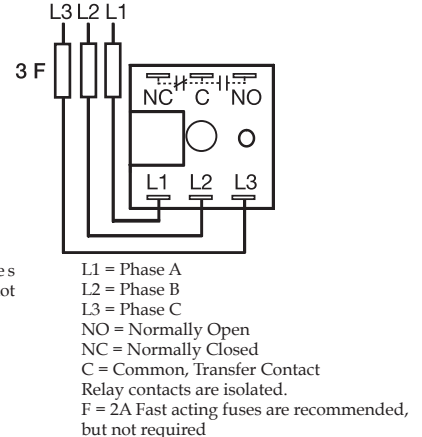 L3 L2 L1
3 F
NC C NO
L1 L2 L3
L1 = Phase A
L2 = Phase B
L3 = Phase C
NO = Normally Open
NC = Normally Closed
C = Common, Transfer Contact
Relay contacts are isolated.
F = 2A Fast acting fuses are recommended,
but not required